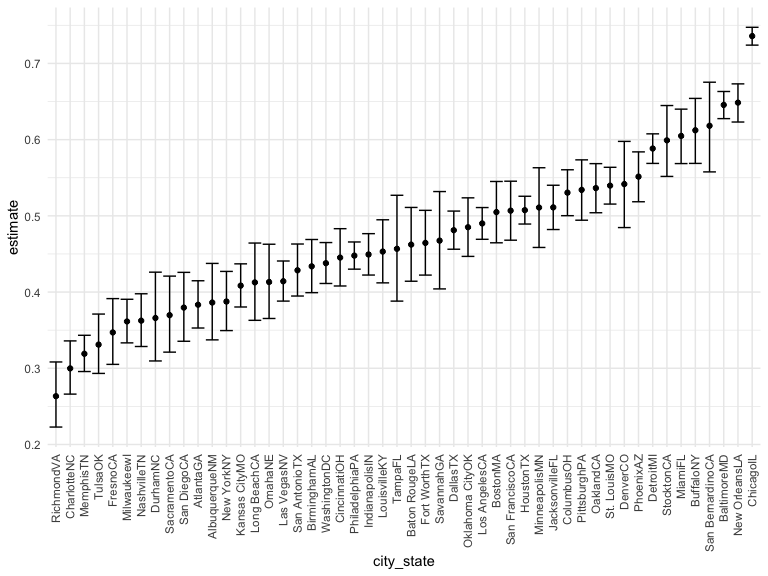 0.7
0.6
0.5
0.4
0.3
0.2
estimate
RichmondVA
CharlotteNC
MemphisTN
TulsaOK
FresnoCA
MilwaukeewI
NashvilleTN
DurhamNC
SacramentoCA
San DiegoCA
AtlantaGA
AlbuquerqueNM
New YorkNY
Kansas CityMO
Long BeachCA
OmahaNE
Las VegasNV
San AntonioTX
BirminghamAL
WashingtonDC
CincinnatiOH
PhiladelphiaPA
IndianapolisIN
LouisvilleKY
TampaFL
Baton RougeLA
Fort WorthTX
SavannahGA
DallasTX
Oklahoma CityOK
Los AngelesCA
BostonMA
San FranciscoCA
HoustonTX
MinneapolisMN
JacksonvilleFL
ColumbusOH
PittsburghPA
OaklandCA
St. LouisMO
DenverCO
PhoenixAZ
DetroitMI
StocktonCA
MiamiFL
BuffaloNY
San BernardinoCA
BaltimoreMD
New OrleansLA
ChicagoIL
city_state